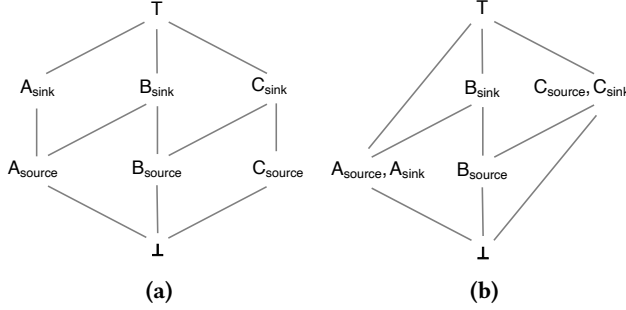 T T
A_sink B_sink C_sink B_sink C_source, C_sink
A_source B_source C_source A_source, A_sink B_source
⊥ ⊥
(a) (b)